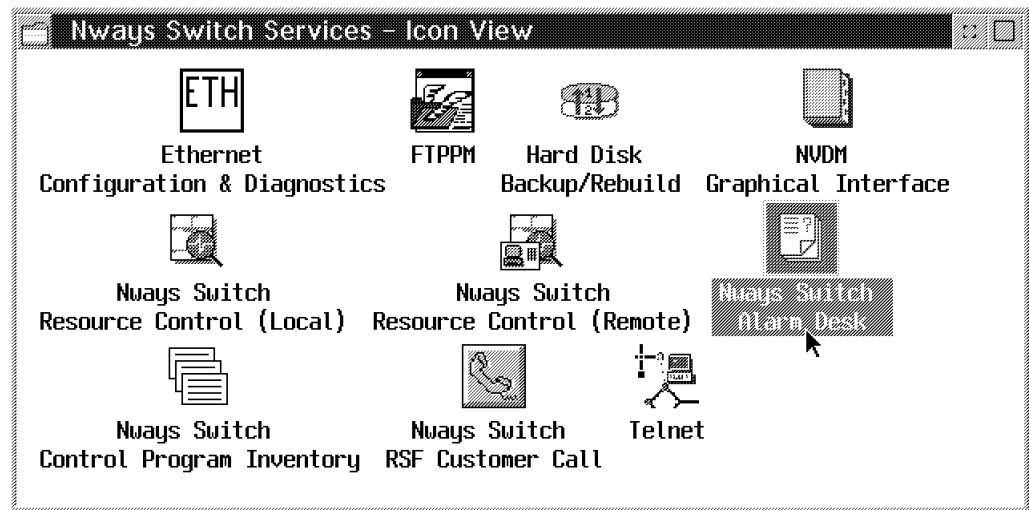 Nways Switch Services - Icon View
ETH
Ethernet
Configuration & Diagnostics
FTPPM
1
2
Hard Disk
Backup/Rebuild
NVDM
Graphical Interface
Nways Switch
Resource Control (Local)
Nways Switch
Resource Control (Remote)
?
Nways Switch
Alarm Desk
Nways Switch
Control Program Inventory
Nways Switch
RSF Customer Call
Telnet